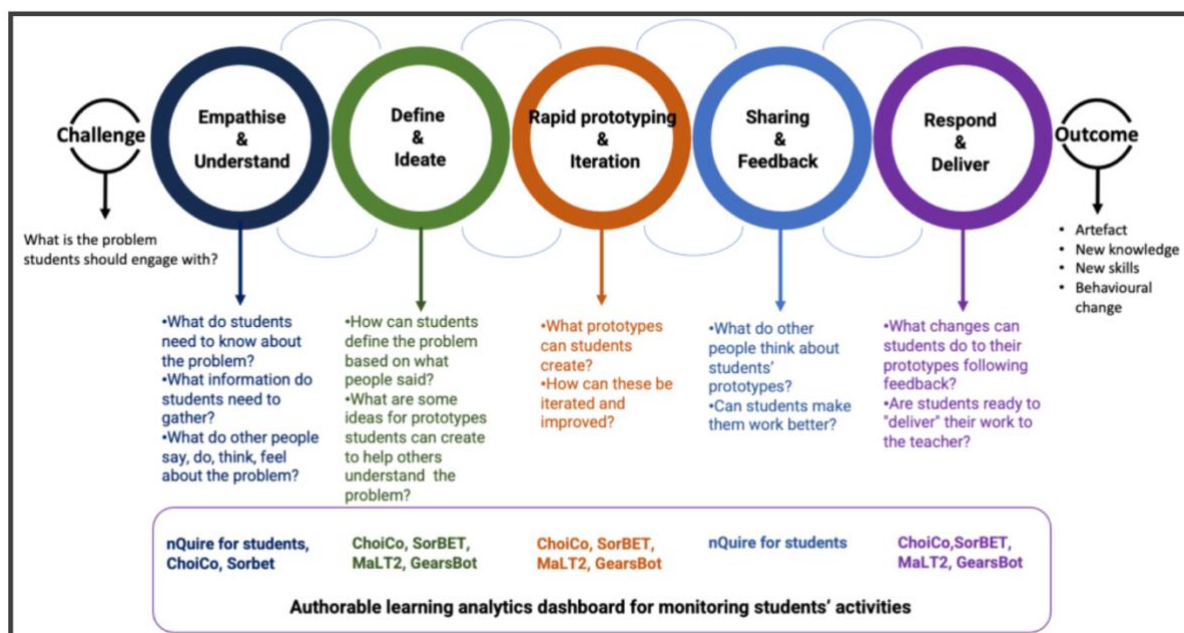 Challenge
What is the problem
students should engage with?
Empathise
&
Understand
Define
&
Ideate
Rapid prototyping
&
Iteration
Sharing
&
Feedback
Respond
&
Deliver
Outcome
• Artefact
• New knowledge
• New skills
• Behavioural
change
•What do students
need to know about
the problem?
•What information do
students need to
gather?
•What do other people
say, do, think, feel
about the problem?
•How can students
define the problem
based on what
people said?
•What are some
ideas for prototypes
students can create
to help others
understand the
problem?
•What prototypes
can students
create?
•How can these be
iterated and
improved?
•What do other
people think about
students’
prototypes?
•Can students make
them work better?
•What changes can
students do to their
prototypes following
feedback?
•Are students ready to
"deliver" their work to
the teacher?
nQuire for students,
ChoiCo, Sorbet
ChoiCo, SorBET,
MaLT2, GearsBot
ChoiCo, SorBET,
MaLT2, GearsBot
nQuire for students
ChoiCo,SorBET,
MaLT2, GearsBot
Authorable learning analytics dashboard for monitoring students’ activities